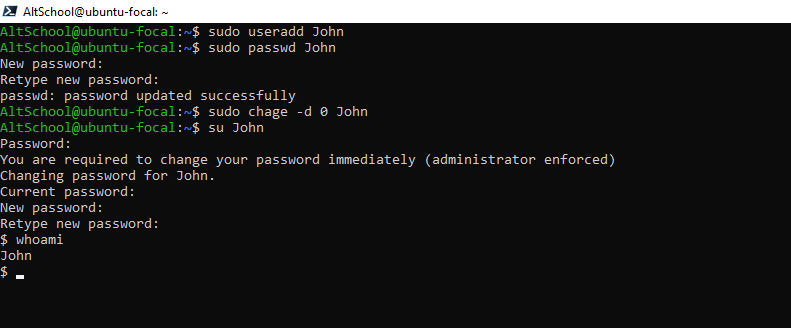 AltSchool@ubuntu-focal: ~
AltSchool@ubuntu-focal:~$ sudo useradd John
AltSchool@ubuntu-focal:~$ sudo passwd John
New password:
Retype new password:
passwd: password updated successfully
AltSchool@ubuntu-focal:~$ sudo chage -d 0 John
AltSchool@ubuntu-focal:~$ su John
Password:
You are required to change your password immediately (administrator enforced)
Changing password for John.
Current password:
New password:
Retype new password:
$ whoami
John
$